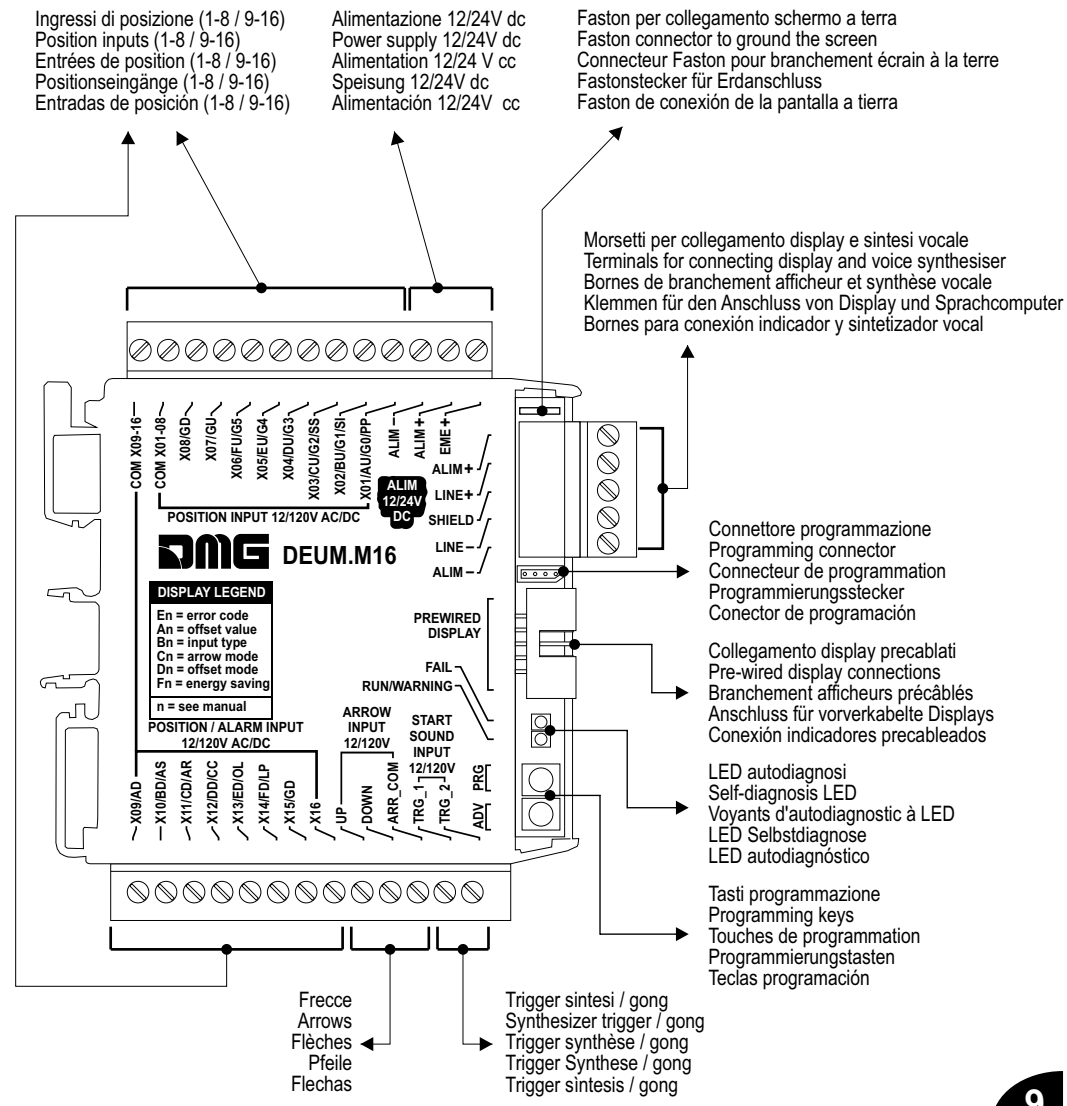 Ingressi di posizione (1-8 / 9-16)
Position inputs (1-8 / 9-16)
Entrées de position (1-8 / 9-16)
Positionseingänge (1-8 / 9-16)
Entradas de posición (1-8 / 9-16)
Alimentazione 12/24V dc
Power supply 12/24V dc
Alimentation 12/24 V cc
Speisung 12/24V dc
Alimentación 12/24V cc
Faston per collegamento schermo a terra
Faston connector to ground the screen
Connecteur Faston pour branchement écrain à la terre
Fastonstecker für Erdanschluss
Faston de conexión de la pantalla a tierra
Morsetti per collegamento display e sintesi vocale
Terminals for connecting display and voice synthesiser
Bornes de branchement afficheur et synthèse vocale
Klemmen für den Anschluss von Display und Sprachcomputer
Bornes para conexión indicador y sintetizador vocal
COM X09-16
COM X01-08
X08/GD
X07/GU
X06/FU/G5
X05/EU/G4
X04/DU/G3
X03/CU/G2/SS
X02/BU/G1/SI
X01/AU/G0/PP
ALIM −
ALIM +
EME +
ALIM+
LINE+
SHIELD
LINE −
ALIM −
ALIM
12/24V
DC
POSITION INPUT 12/120V AC/DC
DMG DEUM.M16
DISPLAY LEGEND
En = error code
An = offset value
Bn = input type
Cn = arrow mode
Dn = offset mode
Fn = energy saving
n = see manual
PREWIRED
DISPLAY
FAIL
RUN/WARNING
POSITION / ALARM INPUT
12/120V AC/DC
ARROW
INPUT
12/120V
START
SOUND
INPUT
12/120V
X09/AD
X10/BD/AS
X11/CD/AR
X12/DD/CC
X13/ED/OL
X14/FD/LP
X15/GD
X16
UP
DOWN
ARR_COM
TRG_1
TRG_2
ADV
PRG
Connettore programmazione
Programming connector
Connecteur de programmation
Programmierungsstecker
Conector de programación
Collegamento display precablati
Pre-wired display connections
Branchement afficheurs précâblés
Anschluss für vorverkabelte Displays
Conexión indicadores precableados
LED autodiagnosi
Self-diagnosis LED
Voyants d'autodiagnostic à LED
LED Selbstdiagnose
LED autodiagnóstico
Tasti programmazione
Programming keys
Touches de programmation
Programmierungstasten
Teclas programación
Frecce
Arrows
Flèches
Pfeile
Flechas
Trigger sintesi / gong
Synthesizer trigger / gong
Trigger synthèse / gong
Trigger Synthese / gong
Trigger sìntesis / gong
9